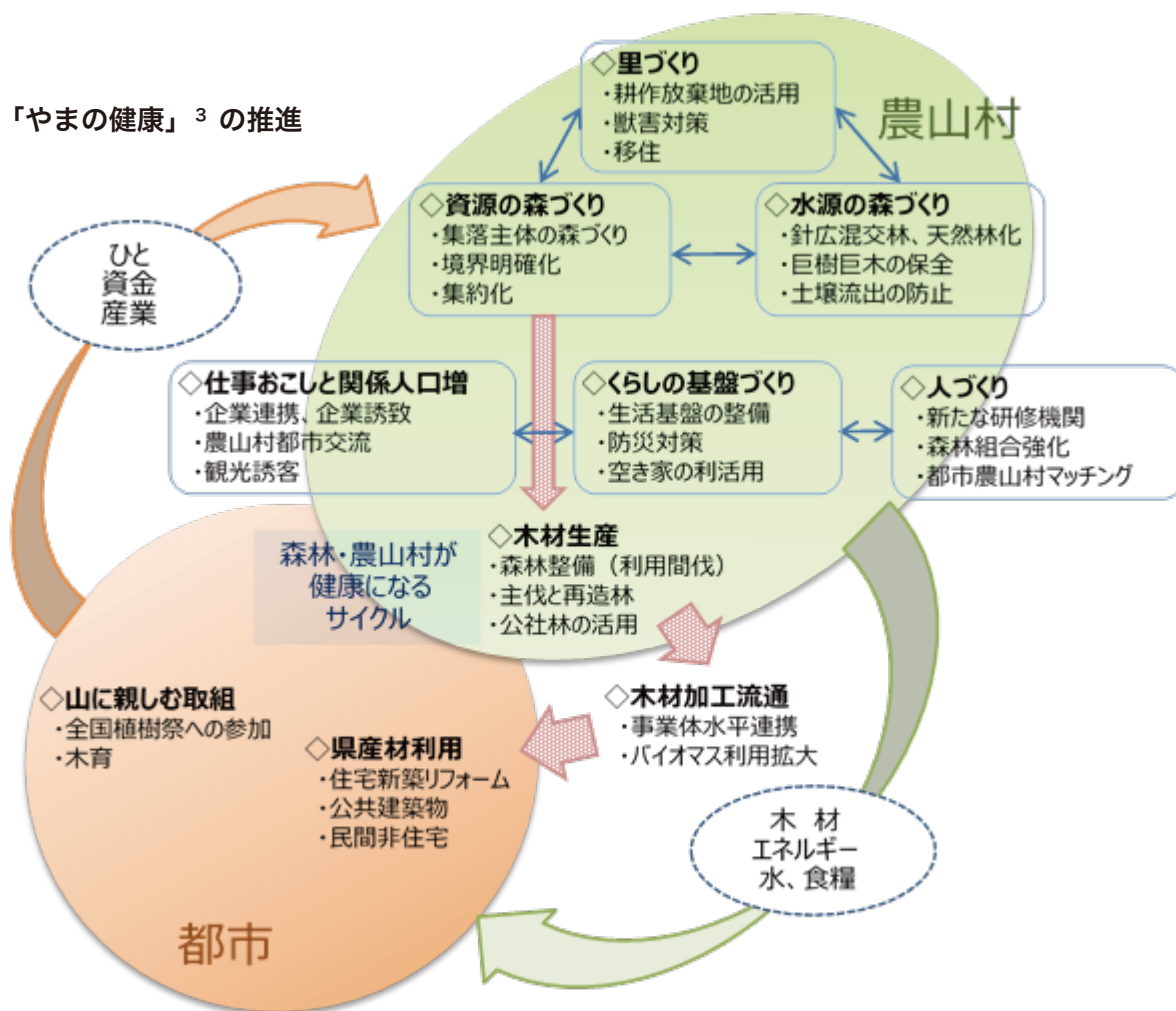 「やまの健康」³ の推進
農山村
◇里づくり
・耕作放棄地の活用
・獣害対策
・移住
◇資源の森づくり
・集落主体の森づくり
・境界明確化
・集約化
◇水源の森づくり
・針広混交林、天然林化
・巨樹巨木の保全
・土壌流出の防止
ひと
資金
産業
◇仕事おこしと関係人口増
・企業連携、企業誘致
・農山村都市交流
・観光誘客
◇くらしの基盤づくり
・生活基盤の整備
・防災対策
・空き家の利活用
◇人づくり
・新たな研修機関
・森林組合強化
・都市農山村マッチング
森林・農山村が
健康になる
サイクル
◇木材生産
・森林整備（利用間伐）
・主伐と再造林
・公社林の活用
◇山に親しむ取組
・全国植樹祭への参加
・木育
◇県産材利用
・住宅新築リフォーム
・公共建築物
・民間非住宅
◇木材加工流通
・事業体水平連携
・バイオマス利用拡大
木 材
エネルギー
水、食糧
都市